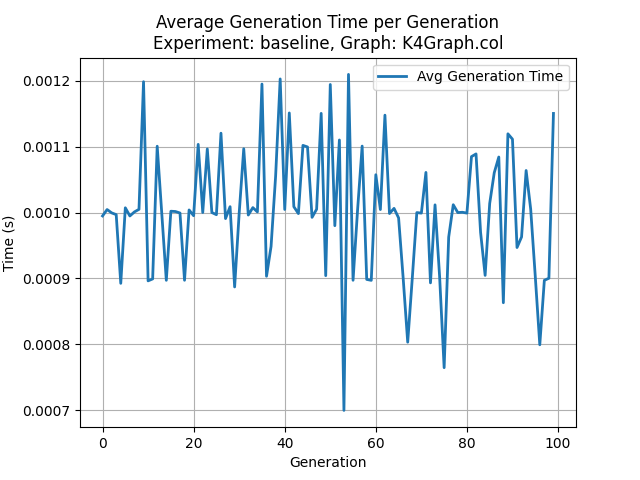 Average Generation Time per Generation
Experiment: baseline, Graph: K4Graph.col
Avg Generation Time
Time (s)
0.0012
0.0011
0.0010
0.0009
0.0008
0.0007
0 20 40 60 80 100
Generation